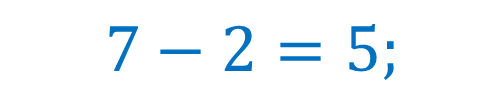 7 − 2 = 5;